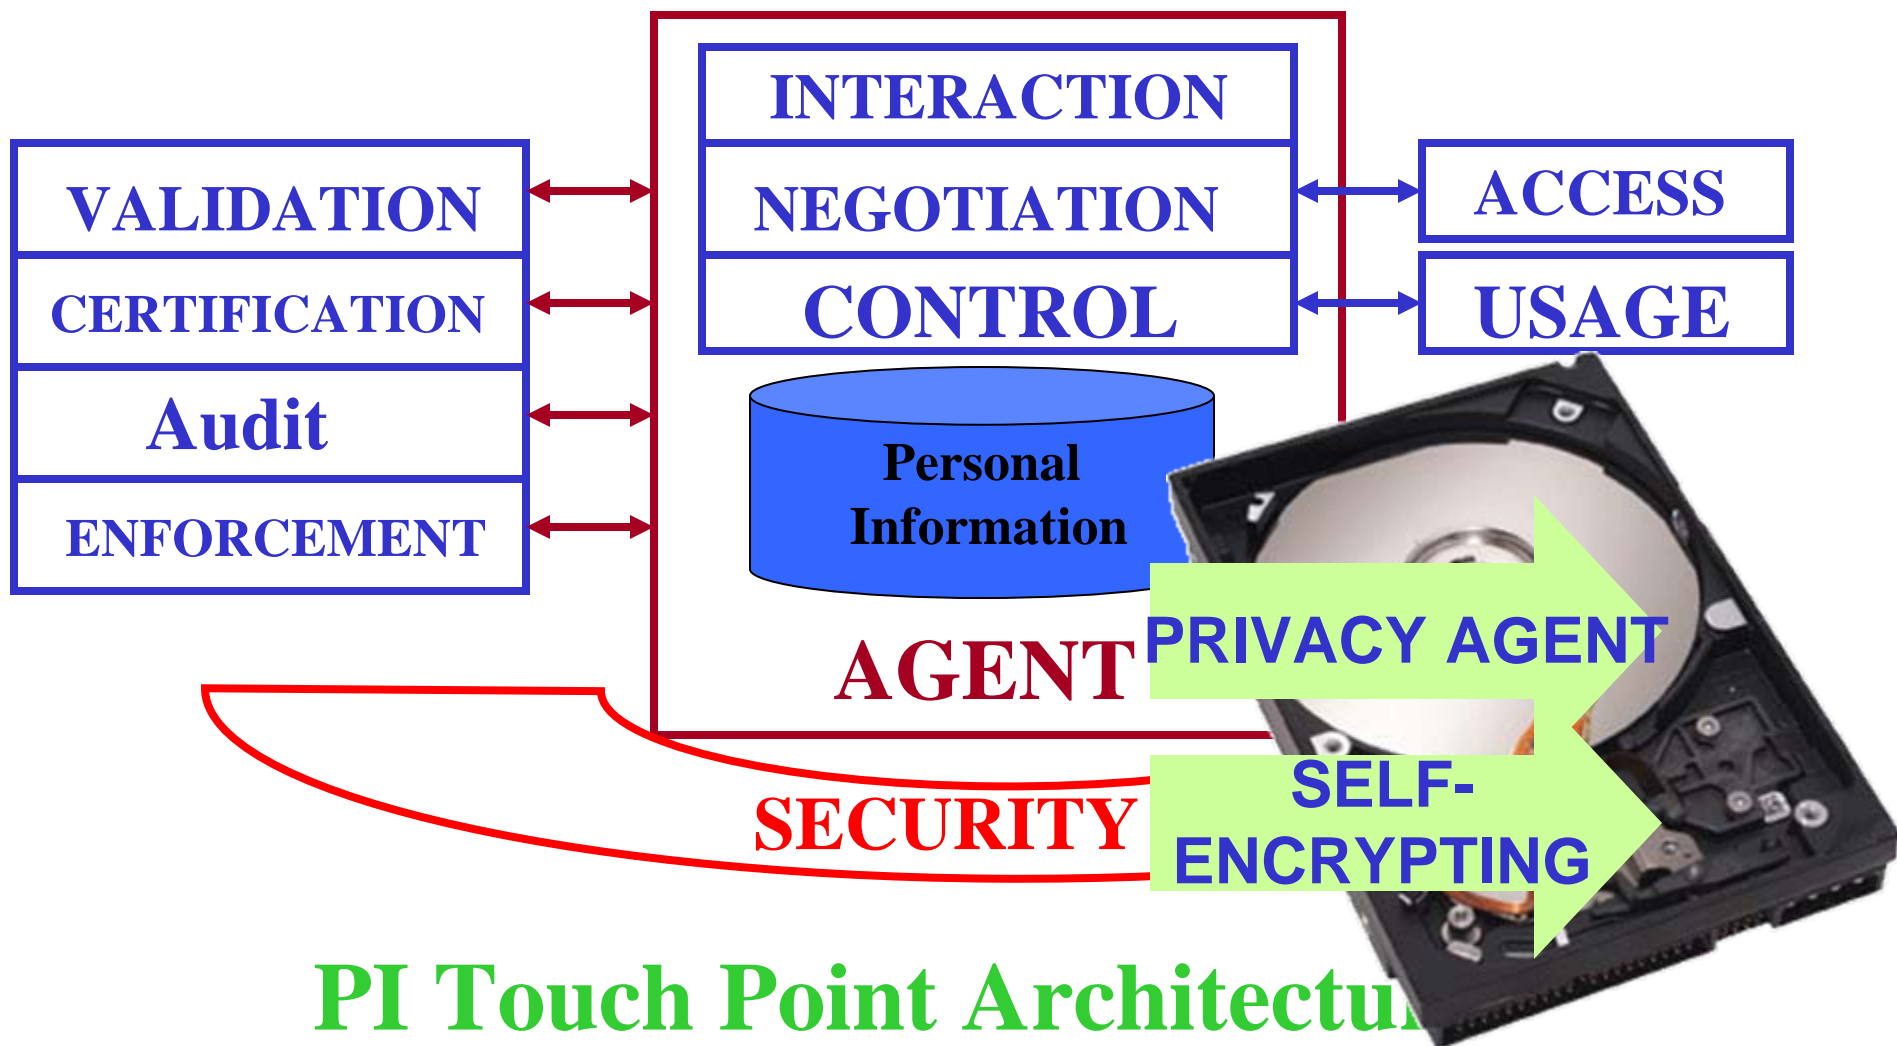 INTERACTION
VALIDATION
NEGOTIATION
ACCESS
CERTIFICATION
CONTROL
USAGE
Audit
Personal
Information
ENFORCEMENT
AGENT
PRIVACY AGENT
SECURITY
SELF-
ENCRYPTING
PI Touch Point